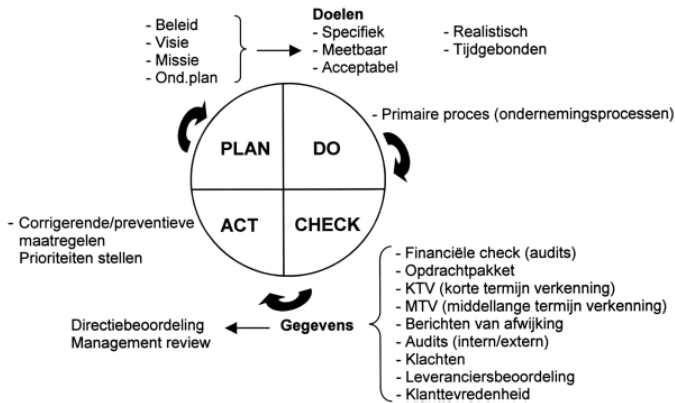 - Beleid
- Visie
- Missie
- Ond.plan
Doelen
- Specifiek
- Meetbaar
- Acceptabel
- Realistisch
- Tijdgebonden
- Primaire proces (ondernemingsprocessen)
PLAN
DO
ACT
CHECK
- Corrigerende/preventieve
maatregelen
Prioriteiten stellen
- Financiële check (audits)
- Opdrachtpakket
- KTV (korte termijn verkenning)
- MTV (middellange termijn verkenning)
- Berichten van afwijking
- Audits (intern/extern)
- Klachten
- Leveranciersbeoordeling
- Klanttevredenheid
Gegevens
Directiebeoordeling
Management review